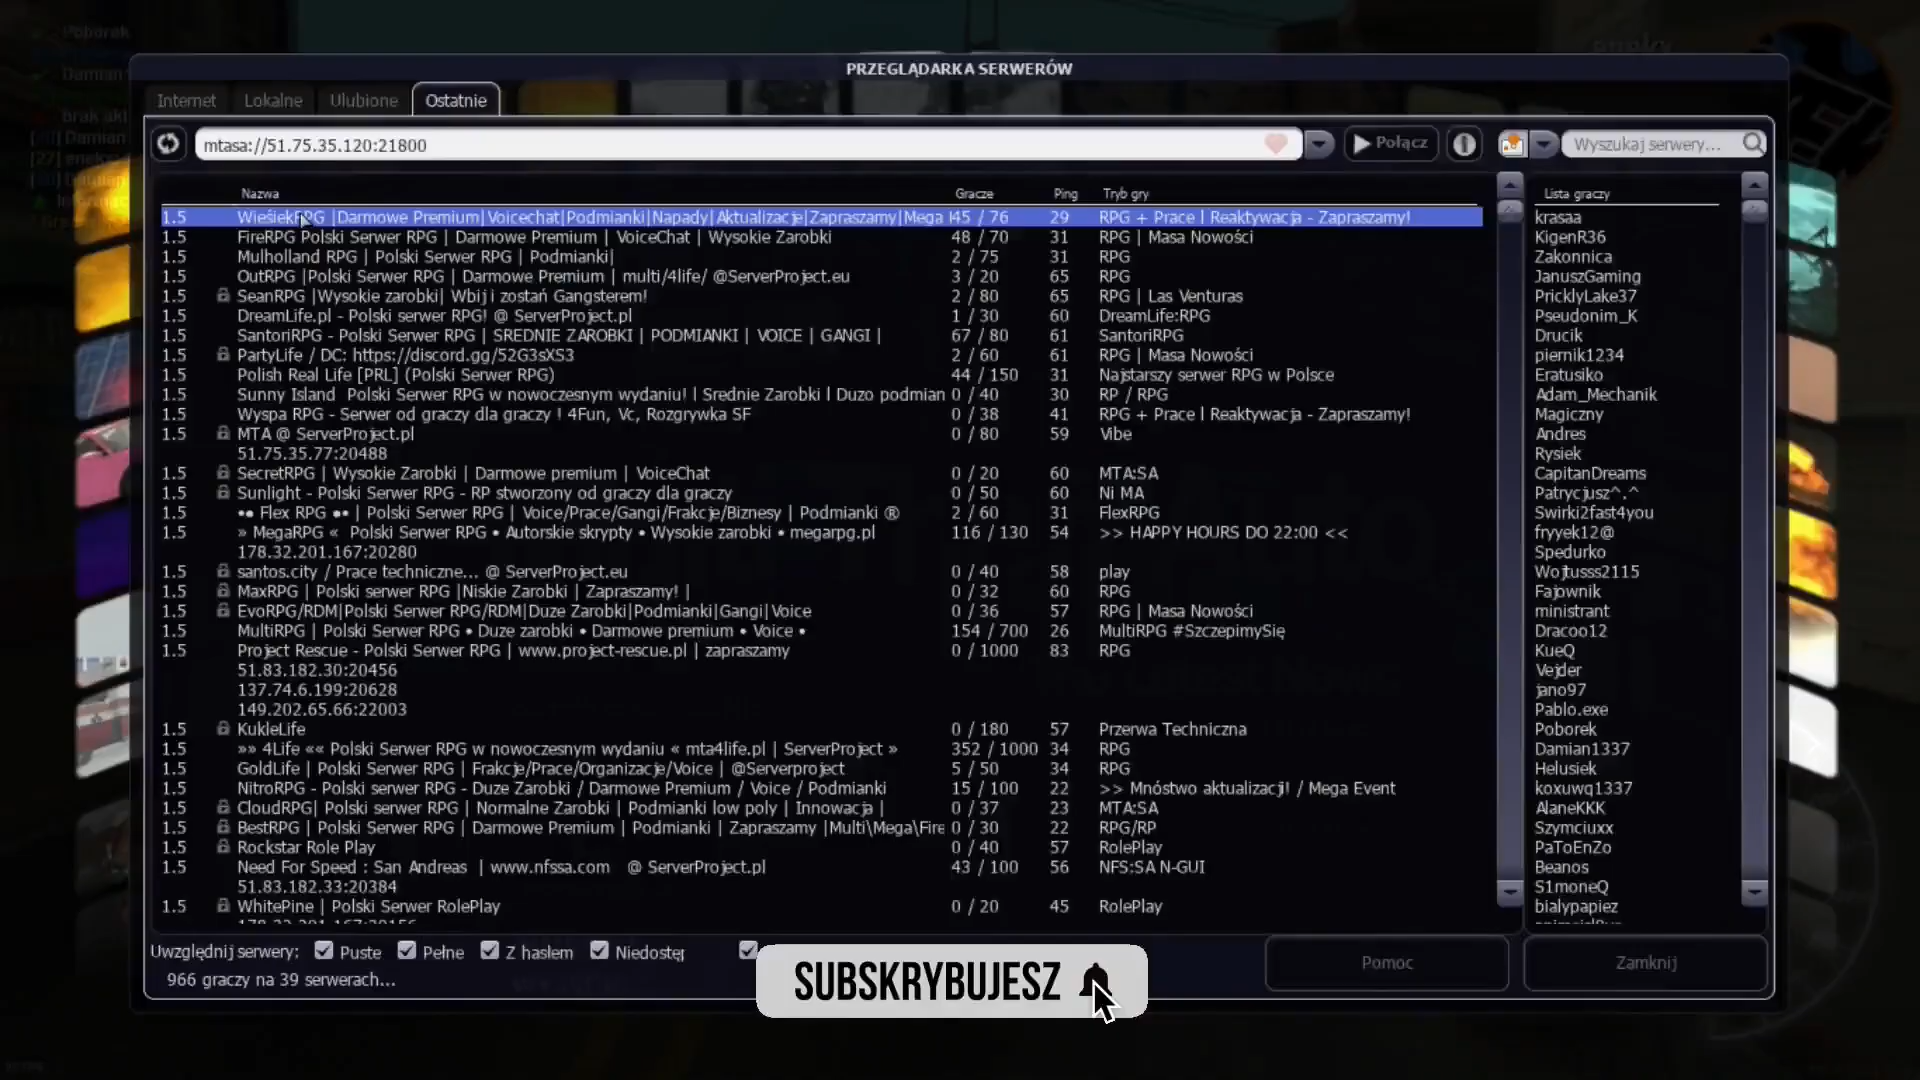 Poborek
Damian
brak akt
Damian
[27] enek
PRZEGLĄDARKA SERWERÓW
Internet Lokalne Ulubione Ostatnie
mtasa://51.75.35.120:21800 Połącz Wyszukaj serwery...
Nazwa Gracze Ping Tryb gry Lista graczy
1.5 WieśiekRPG |Darmowe Premium|Voicechat|Podmianki|Napady|Aktualizacje|Zapraszamy|Mega 45 / 76 29 RPG + Prace l Reaktywacja - Zapraszamy! krasaa
1.5 FireRPG Polski Serwer RPG | Darmowe Premium | VoiceChat | Wysokie Zarobki 48 / 70 31 RPG | Masa Nowości KigenR36
1.5 Mulholland RPG | Polski Serwer RPG | Podmianki| 2 / 75 31 RPG Zakonnica
1.5 OutRPG |Polski Serwer RPG | Darmowe Premium | multi/4life/ @ServerProject.eu 3 / 20 65 RPG JanuszGaming
1.5 SeanRPG |Wysokie zarobki| Wbij i zostań Gangsterem! 2 / 80 65 RPG | Las Venturas PricklyLake37
1.5 DreamLife.pl - Polski serwer RPG! @ ServerProject.pl 1 / 30 60 DreamLife:RPG Pseudonim_K
1.5 SantoriRPG - Polski Serwer RPG | SREDNIE ZAROBKI | PODMIANKI | VOICE | GANGI | 67 / 80 61 SantoriRPG Drucik
1.5 PartyLife / DC: https://discord.gg/52G3sXS3 2 / 60 61 RPG | Masa Nowości piernik1234
1.5 Polish Real Life [PRL] (Polski Serwer RPG) 44 / 150 31 Najstarszy serwer RPG w Polsce Eratusiko
1.5 Sunny Island Polski Serwer RPG w nowoczesnym wydaniu! | Srednie Zarobki l Duzo podmian 0 / 40 30 RP / RPG Adam_Mechanik
1.5 Wyspa RPG - Serwer od graczy dla graczy ! 4Fun, Vc, Rozgrywka SF 0 / 38 41 RPG + Prace l Reaktywacja - Zapraszamy! Magiczny
1.5 MTA @ ServerProject.pl 0 / 80 59 Vibe Andres
51.75.35.77:20488 Rysiek
1.5 SecretRPG | Wysokie Zarobki | Darmowe premium | VoiceChat 0 / 20 60 MTA:SA CapitanDreams
1.5 Sunlight - Polski Serwer RPG - RP stworzony od graczy dla graczy 0 / 50 60 Ni MA Patrycjusz^.^
1.5 •● Flex RPG ●• | Polski Serwer RPG | Voice/Prace/Gangi/Frakcje/Biznesy | Podmianki ® 2 / 60 31 FlexRPG Swirki2fast4you
1.5 » MegaRPG « Polski Serwer RPG • Autorskie skrypty • Wysokie zarobki • megarpg.pl 116 / 130 54 >> HAPPY HOURS DO 22:00 << fryyek12@
178.32.201.167:20280 Spedurko
1.5 santos.city / Prace techniczne... @ ServerProject.eu 0 / 40 58 play Wojtusss2115
1.5 MaxRPG | Polski serwer RPG |Niskie Zarobki | Zapraszamy! | 0 / 32 60 RPG Fajownik
1.5 EvoRPG/RDM|Polski Serwer RPG/RDM|Duze Zarobki|Podmianki|Gangi|Voice 0 / 36 57 RPG | Masa Nowości ministrant
1.5 MultiRPG | Polski Serwer RPG • Duze zarobki • Darmowe premium • Voice • 154 / 700 26 MultiRPG #SzczepimySię Dracoo12
1.5 Project Rescue - Polski Serwer RPG | www.project-rescue.pl | zapraszamy 0 / 1000 83 RPG KueQ
51.83.182.30:20456 Vejder
137.74.6.199:20628 jano97
149.202.65.66:22003 Pablo.exe
1.5 KukleLife 0 / 180 57 Przerwa Techniczna Poborek
1.5 »» 4Life «« Polski Serwer RPG w nowoczesnym wydaniu « mta4life.pl | ServerProject » 352 / 1000 34 RPG Damian1337
1.5 GoldLife | Polski Serwer RPG | Frakcje/Prace/Organizacje/Voice | @Serverproject 5 / 50 34 RPG Helusiek
1.5 NitroRPG - Polski serwer RPG - Duze Zarobki / Darmowe Premium / Voice / Podmianki 15 / 100 22 >> Mnóstwo aktualizacji! / Mega Event koxuwq1337
1.5 CloudRPG| Polski serwer RPG | Normalne Zarobki | Podmianki low poly | Innowacja | 0 / 37 23 MTA:SA AlaneKKK
1.5 BestRPG | Polski Serwer RPG | Darmowe Premium | Podmianki | Zapraszamy |Multi\Mega\Fire 0 / 30 22 RPG/RP Szymciuxx
1.5 Rockstar Role Play 0 / 40 57 RolePlay PaToEnZo
1.5 Need For Speed : San Andreas | www.nfssa.com @ ServerProject.pl 43 / 100 56 NFS:SA N-GUI Beanos
51.83.182.33:20384 S1moneQ
1.5 WhitePine | Polski Serwer RolePlay 0 / 20 45 RolePlay bialypapiez
Uwzględnij serwery: Puste Pełne Z hasłem Niedostęj
966 graczy na 39 serwerach...
SUBSKRYBUJESZ
Pomoc Zamknij